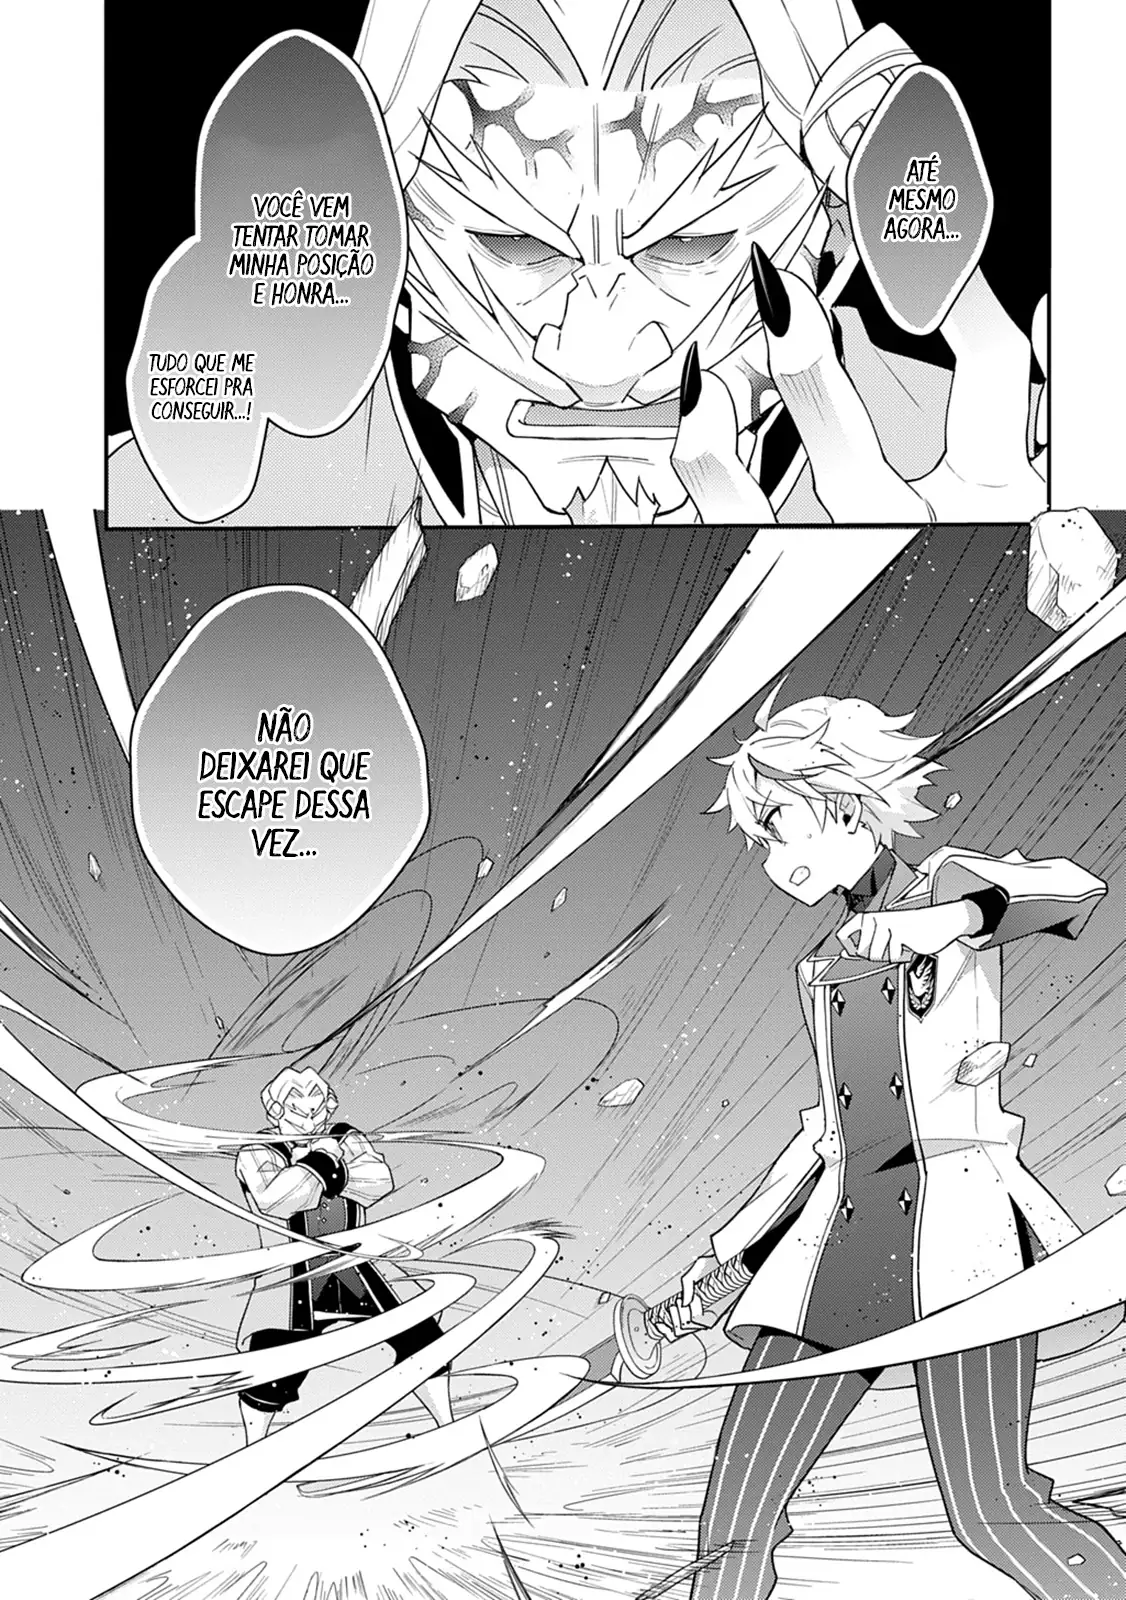 ATÉ
MESMO
AGORA...
VOCÊ VEM
TENTAR TOMAR
MINHA POSIÇÃO
E HONRA...
TUDO QUE ME
ESFORCEI PRA
CONSEGUIR...!
NÃO
DEIXAREI QUE
ESCAPE DESSA
VEZ...